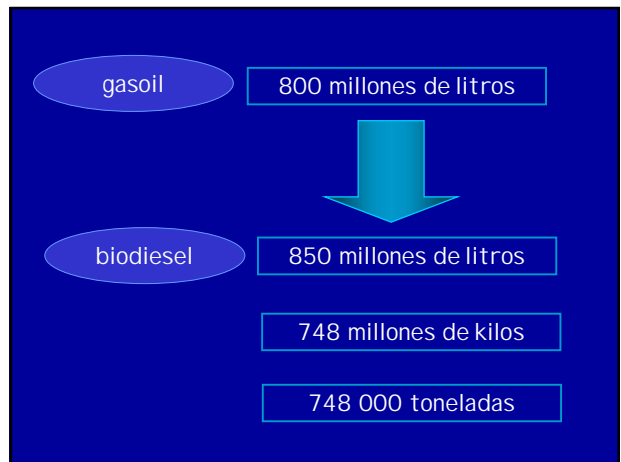 gasoil
800 millones de litros
biodiesel
850 millones de litros
748 millones de kilos
748 000 toneladas